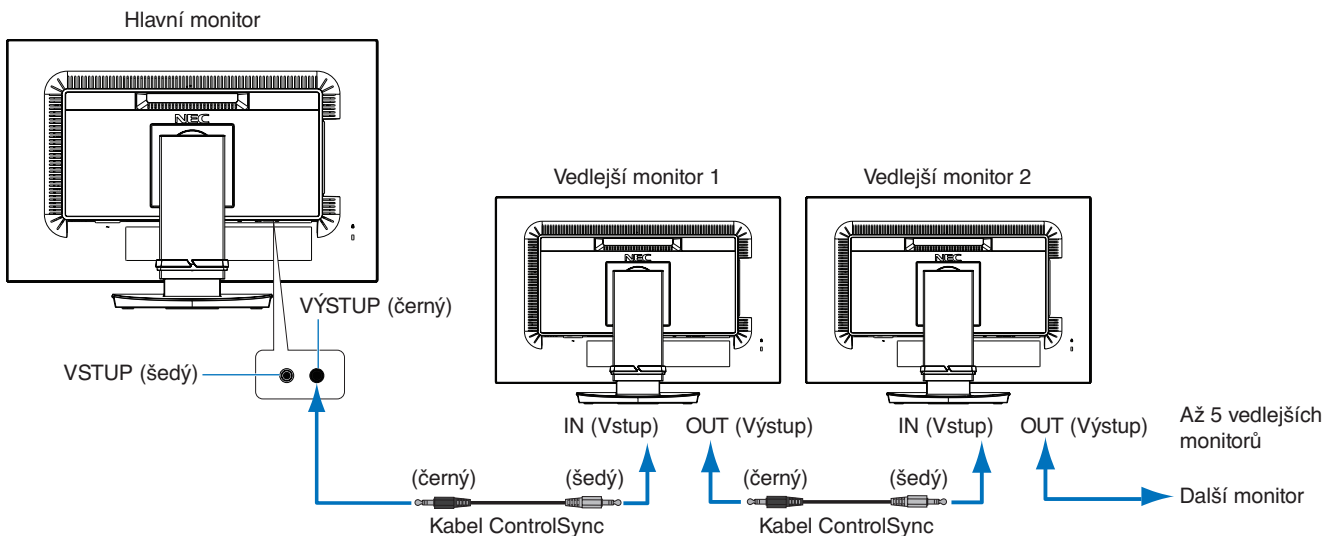 Hlavní monitor
NEC
Vedlejší monitor 1
Vedlejší monitor 2
NEC
NEC
VÝSTUP (černý)
VSTUP (šedý)
IN (Vstup)
OUT (Výstup)
IN (Vstup)
OUT (Výstup)
Až 5 vedlejších
monitorů
(černý)
(šedý)
(černý)
(šedý)
Další monitor
Kabel ControlSync
Kabel ControlSync